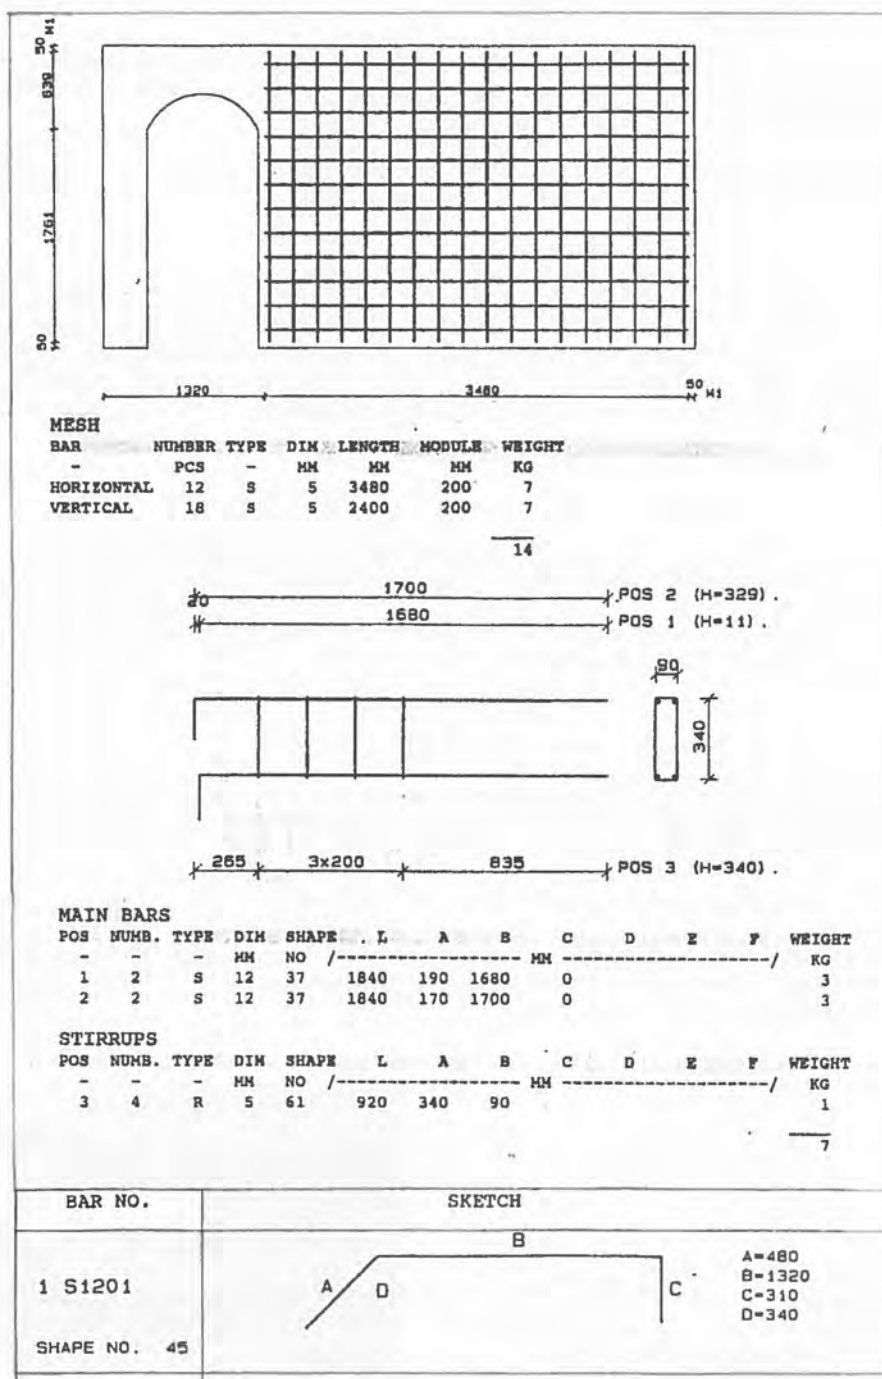 50 M1
639
1761
50
1320 3480 50 M1
MESH
BAR NUMBER TYPE DIM LENGTH MODULE WEIGHT
- PCS - MM MM MM KG
HORIZONTAL 12 S 5 3480 200 7
VERTICAL 18 S 5 2400 200 7
14
1700 POS 2 (H=329).
20
1680 POS 1 (H=11).
90
340
265 3x200 835 POS 3 (H=340).
MAIN BARS
POS NUMB. TYPE DIM SHAPE L A B C D E F WEIGHT
- - - MM NO /------------------ MM ----------------------/ KG
1 2 S 12 37 1840 190 1680 0 3
2 2 S 12 37 1840 170 1700 0 3
STIRRUPS
POS NUMB. TYPE DIM SHAPE L A B C D E F WEIGHT
- - - MM NO /------------------ MM ----------------------/ KG
3 4 R 5 61 920 340 90 1
7
BAR NO. SKETCH
B
A=480
1 S1201 A D C B=1320
C=310
D=340
SHAPE NO. 45